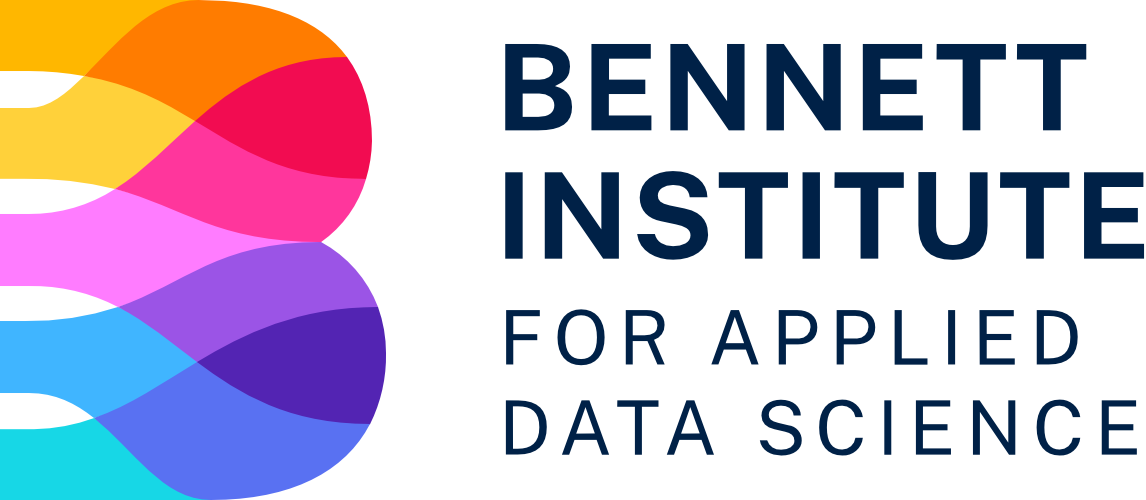 BENNETT
INSTITUTE
FOR APPLIED
DATA SCIENCE